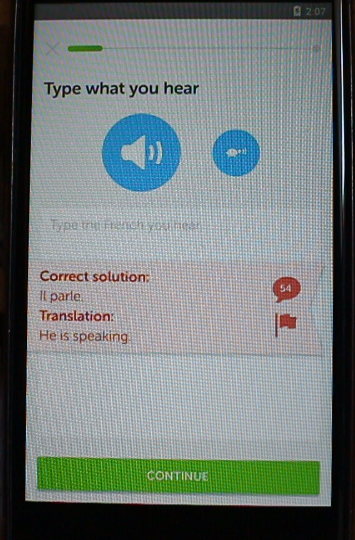 2:07
Type what you hear
Type the French you hear
Correct solution:
Il parle.
54
Translation:
He is speaking.
CONTINUE